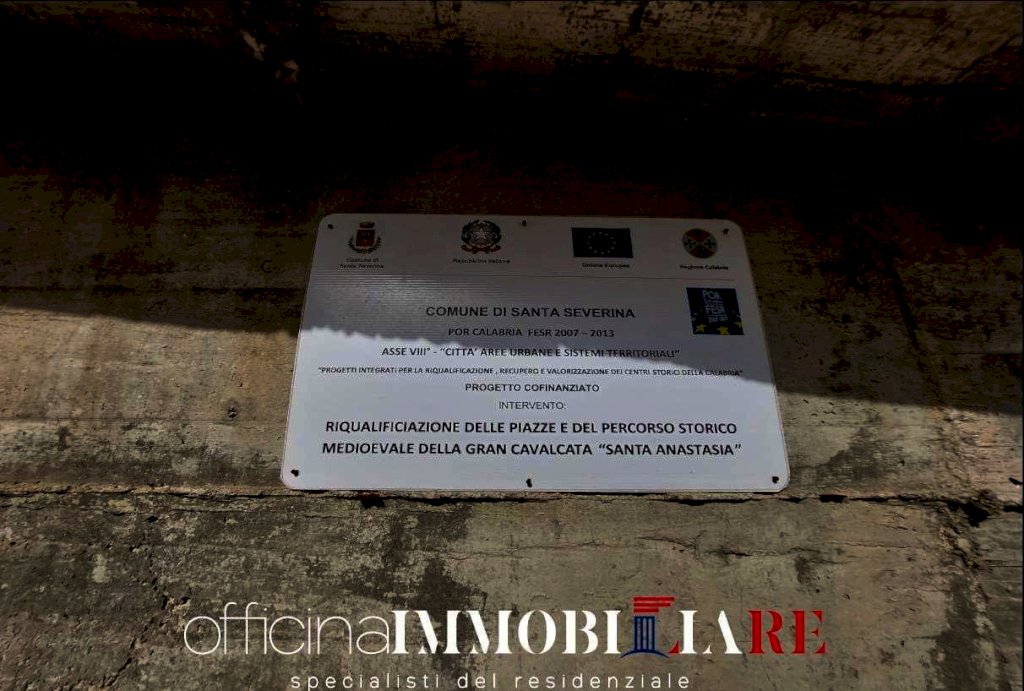 Comune di
Santa Severina
Repubblica Italiana
Unione Europea
Regione Calabria
COMUNE DI SANTA SEVERINA
POR CALABRIA FESR 2007 – 2013
ASSE VIII° - "CITTA' AREE URBANE E SISTEMI TERRITORIALI"
"PROGETTI INTEGRATI PER LA RIQUALIFICAZIONE , RECUPERO E VALORIZZAZIONE DEI CENTRI STORICI DELLA CALABRIA"
PROGETTO COFINANZIATO
INTERVENTO:
RIQUALIFICIAZIONE DELLE PIAZZE E DEL PERCORSO STORICO
MEDIOEVALE DELLA GRAN CAVALCATA "SANTA ANASTASIA"
officinaIMMOBILIARE
specialisti del residenziale